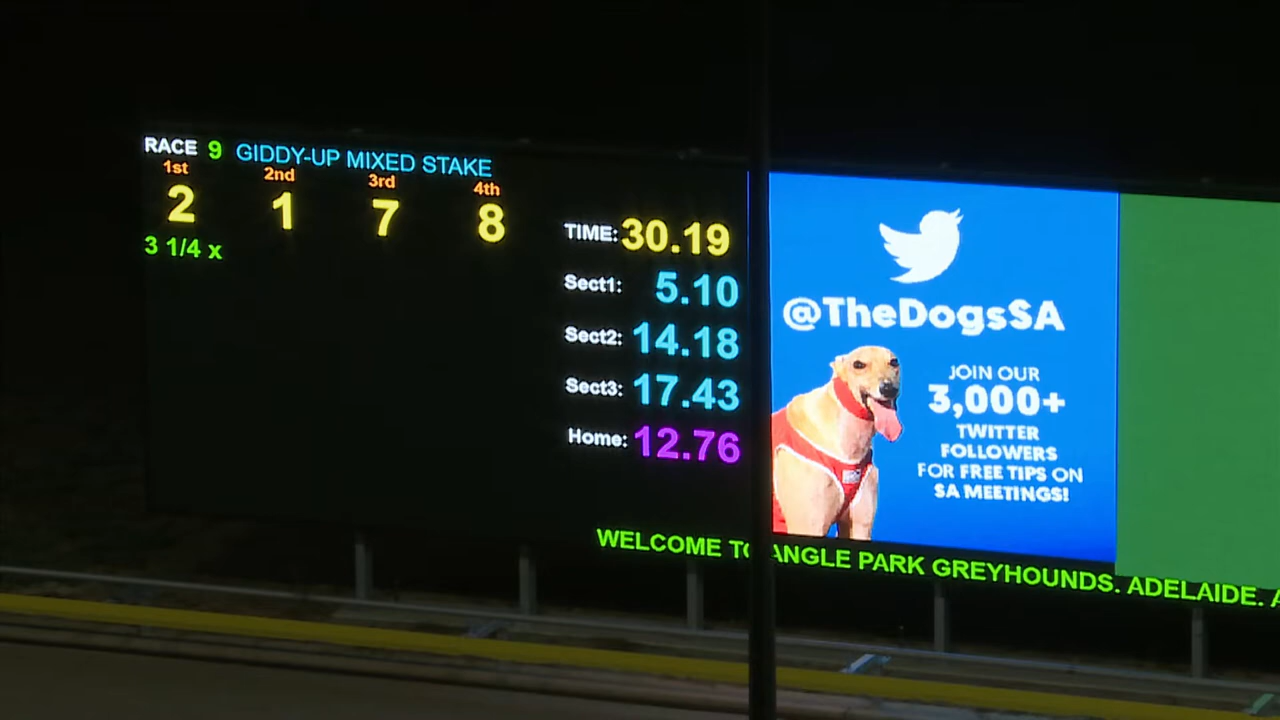 RACE 9 GIDDY-UP MIXED STAKE
1st 2nd 3rd 4th
2 1 7 8
3 1/4 x
TIME: 30.19
Sect1: 5.10
Sect2: 14.18
Sect3: 17.43
Home: 12.76
@TheDogsSA
JOIN OUR
3,000+
TWITTER
FOLLOWERS
FOR FREE TIPS ON
SA MEETINGS!
WELCOME TO ANGLE PARK GREYHOUNDS. ADELAIDE.